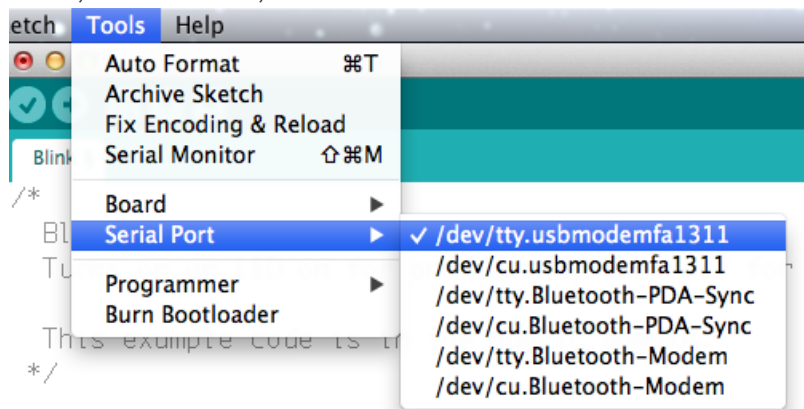 etch Tools Help
Auto Format ⌘T
Archive Sketch
Fix Encoding & Reload
Serial Monitor ⇧⌘M
Blink
/*
Board
Bl
Serial Port
✓ /dev/tty.usbmodemfa1311
Tu
/dev/cu.usbmodemfa1311
Programmer
/dev/tty.Bluetooth-PDA-Sync
Burn Bootloader
/dev/cu.Bluetooth-PDA-Sync
This example code is in
/dev/tty.Bluetooth-Modem
*/
/dev/cu.Bluetooth-Modem